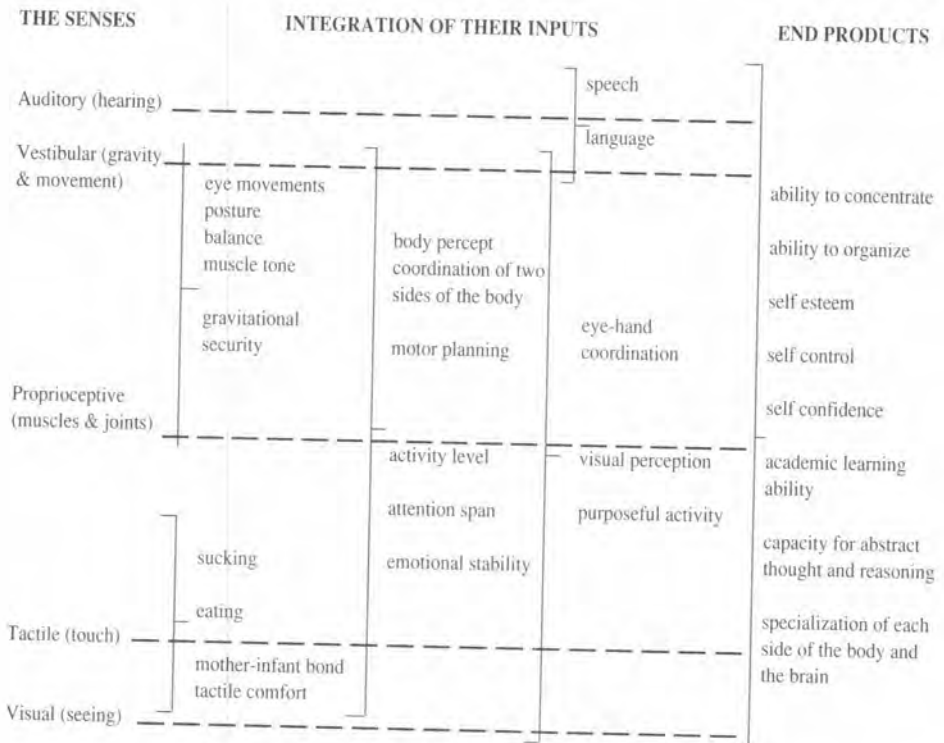 THE SENSES
INTEGRATION OF THEIR INPUTS
END PRODUCTS
Auditory (hearing)
speech
language
Vestibular (gravity
& movement)
eye movements
posture
balance
muscle tone
gravitational
security
body percept
coordination of two
sides of the body
motor planning
eye-hand
coordination
ability to concentrate
ability to organize
self esteem
self control
self confidence
Proprioceptive
(muscles & joints)
activity level
attention span
emotional stability
visual perception
purposeful activity
academic learning
ability
capacity for abstract
thought and reasoning
specialization of each
side of the body and
the brain
sucking
eating
Tactile (touch)
mother-infant bond
tactile comfort
Visual (seeing)